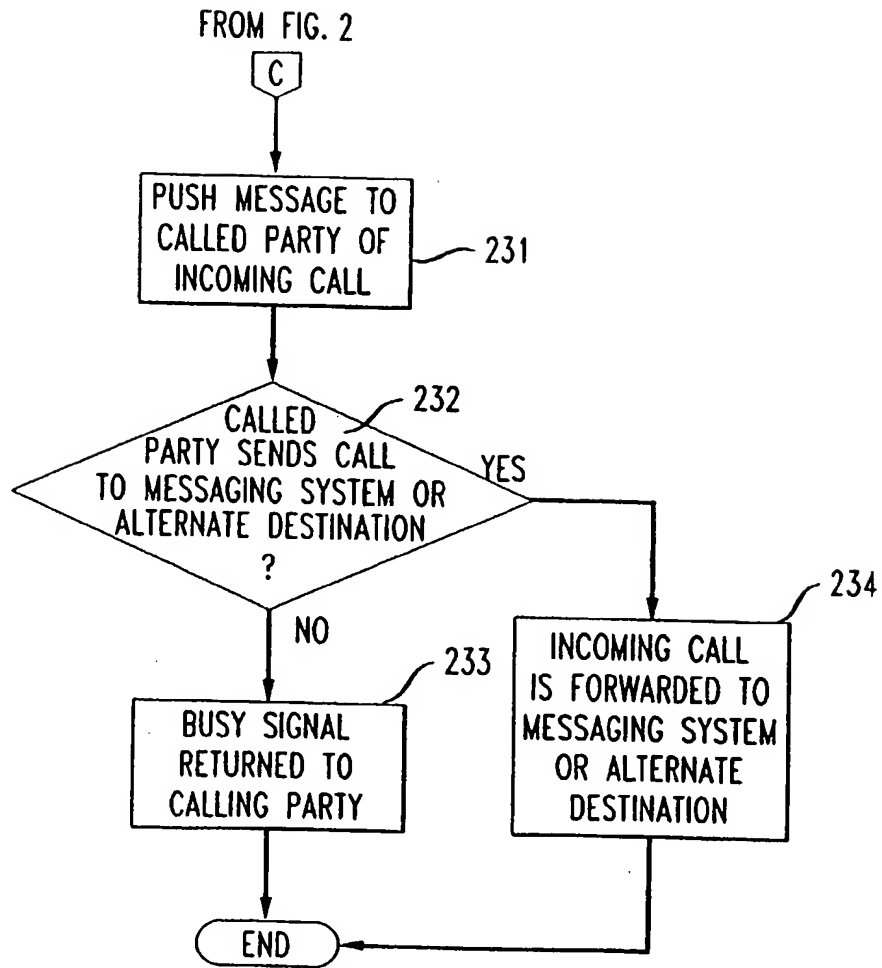 FROM FIG. 2
C
PUSH MESSAGE TO
CALLED PARTY OF
INCOMING CALL
231
CALLED
PARTY SENDS CALL
TO MESSAGING SYSTEM OR
ALTERNATE DESTINATION
?
232
YES
NO
233
BUSY SIGNAL
RETURNED TO
CALLING PARTY
234
INCOMING CALL
IS FORWARDED TO
MESSAGING SYSTEM
OR ALTERNATE
DESTINATION
END